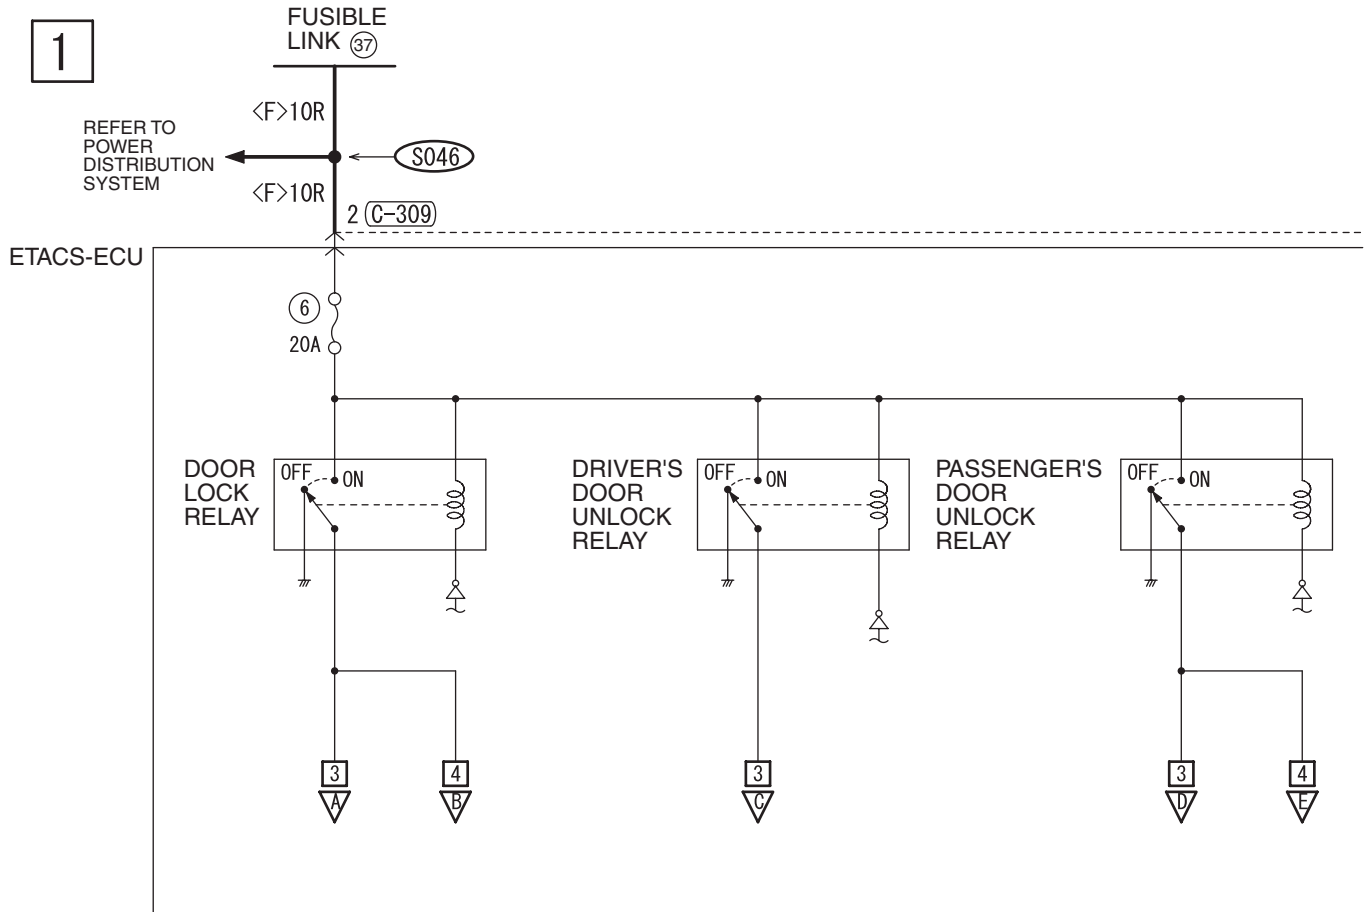 1
FUSIBLE
LINK 37
<F>10R
REFER TO
POWER
DISTRIBUTION
SYSTEM
S046
<F>10R
2 (C-309)
ETACS-ECU
6
20A
DOOR
LOCK
RELAY
OFF
ON
DRIVER'S
DOOR
UNLOCK
RELAY
OFF
ON
PASSENGER'S
DOOR
UNLOCK
RELAY
OFF
ON
3
A
4
B
3
C
3
D
4
E